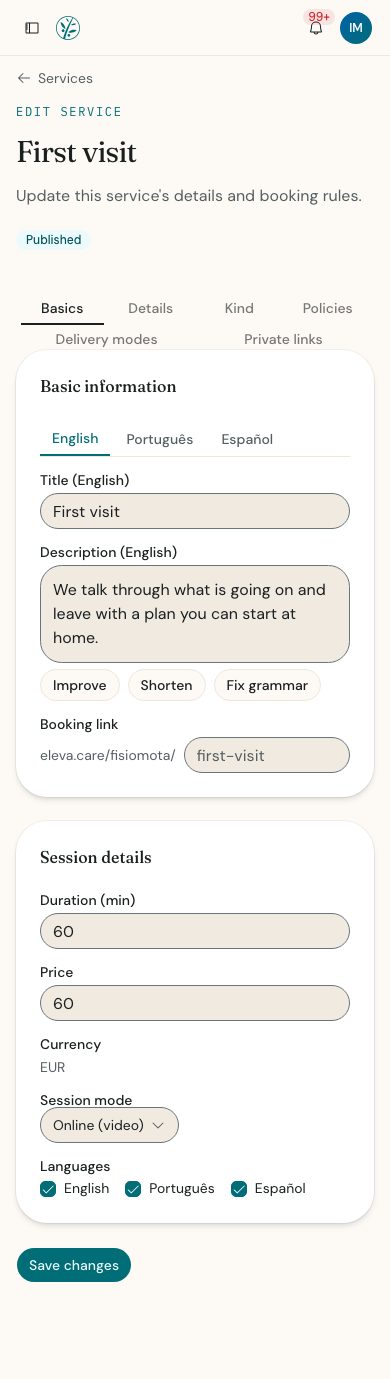 99+
IM
Services
EDIT SERVICE
First visit
Update this service's details and booking rules.
Published
Basics Details Kind Policies
Delivery modes Private links
Basic information
English Português Español
Title (English)
First visit
Description (English)
We talk through what is going on and
leave with a plan you can start at
home.
Improve Shorten Fix grammar
Booking link
eleva.care/fisiomota/ first-visit
Session details
Duration (min)
60
Price
60
Currency
EUR
Session mode
Online (video)
Languages
English Português Español
Save changes